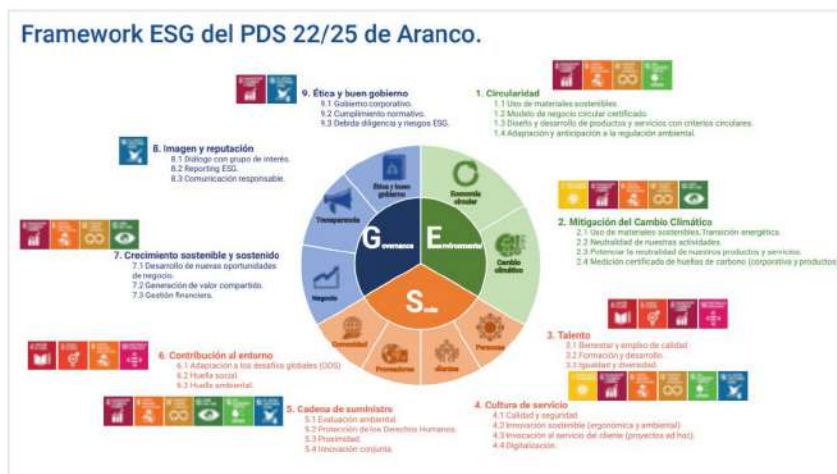 Framework ESG del PDS 22/25 de Aranco.
9. Ética y buen gobierno
9.1 Gobierno corporativo.
9.2 Cumplimiento normativo.
9.3 Debida diligencia y riesgos ESG.
1. Circularidad
1.1 Uso de materiales sostenibles.
1.2 Modelo de negocio circular certificado.
1.3 Diseño y desarrollo de productos y servicios con criterios circulares.
1.4 Adaptación y anticipación a la regulación ambiental.
8. Imagen y reputación
8.1 Diálogo con grupo de interés.
8.2 Reporting ESG.
8.3 Comunicación responsable.
Ética y buen
gobierno
Economía
circular
Transparencia
Governance
Environmental
Cambio
climático
Negocio
Social
Comunidad
Proveedores
Personas
2. Mitigación del Cambio Climático
2.1 Uso de materiales sostenibles. Transición energética.
2.2 Neutralidad de nuestras actividades.
2.3 Potenciar la neutralidad de nuestros productos y servicios.
2.4 Medición certificada de huellas de carbono (corporativa y productos
7. Crecimiento sostenible y sostenido
7.1 Desarrollo de nuevas oportunidades
de negocio.
7.2 Generación de valor compartido.
7.3 Gestión financiera.
3. Talento
3.1 Bienestar y empleo de calidad.
3.2 Formación y desarrollo.
3.3 Igualdad y diversidad.
6. Contribución al entorno
6.1 Adaptación a los desafíos globales (ODS)
6.2 Huella social.
6.3 Huella ambiental.
5. Cadena de suministre
5.1 Evaluación ambiental.
5.2 Protección de los Derechos Humanos.
5.3 Proximidad.
5.4 Innovación conjunta.
4. Cultura de servicio
4.1 Calidad y seguridad.
4.2 Innovación sostenible (ergonómica y ambiental)
4.3 Invocación al servicio del cliente (proyectos ad hoc).
4.4 Digitalización.